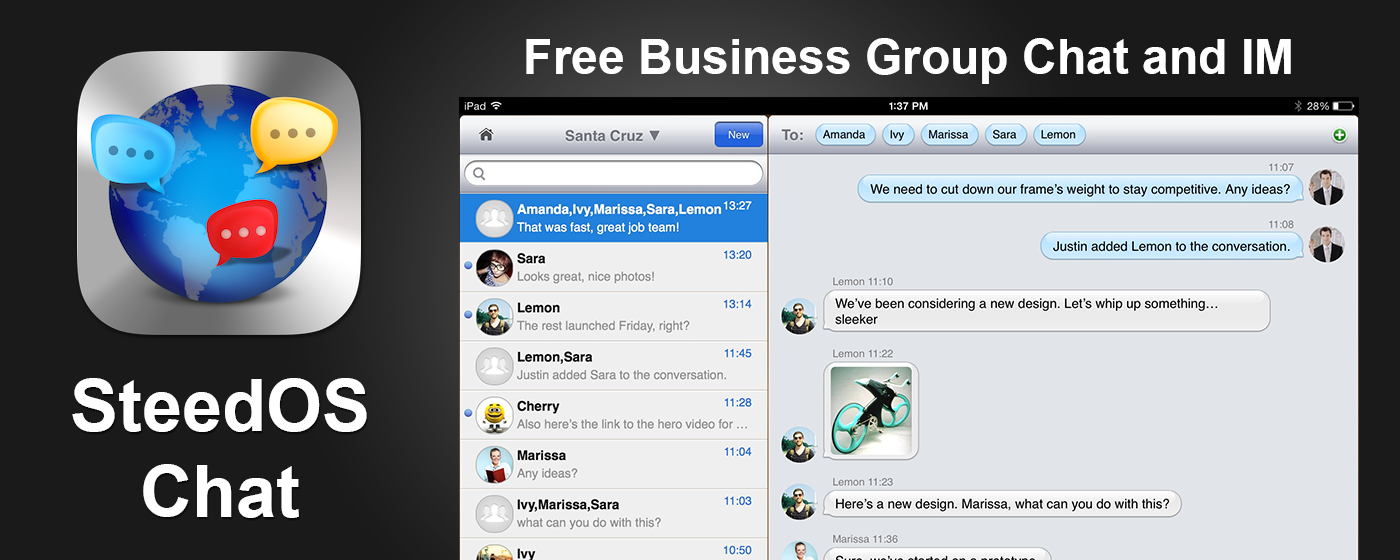 Free Business Group Chat and IM
SteedOS
Chat
iPad
1:37 PM
28%
Santa Cruz ▼
New
Amanda,Ivy,Marissa,Sara,Lemon 13:27
That was fast, great job team!
Sara 13:20
Looks great, nice photos!
Lemon 13:14
The rest launched Friday, right?
Lemon,Sara 11:45
Justin added Sara to the conversation.
Cherry 11:28
Also here's the link to the hero video for ...
Marissa 11:04
Any ideas?
Ivy,Marissa,Sara 11:03
what can you do with this?
Ivy 10:50
To: Amanda Ivy Marissa Sara Lemon
11:07
We need to cut down our frame's weight to stay competitive. Any ideas?
11:08
Justin added Lemon to the conversation.
Lemon 11:10
We've been considering a new design. Let's whip up something…
sleeker
Lemon 11:22
Lemon 11:23
Here's a new design. Marissa, what can you do with this?
Marissa 11:36
Sure, we've started on a prototype